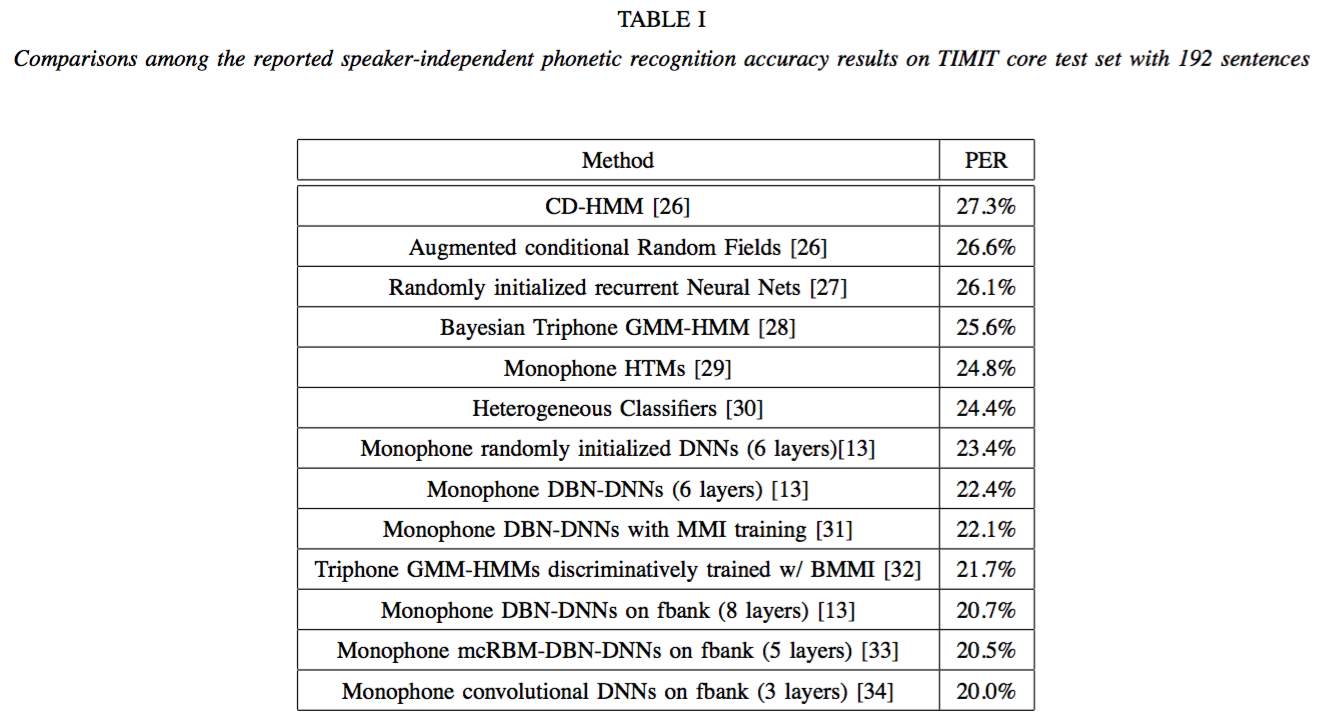 TABLE I
Comparisons among the reported speaker-independent phonetic recognition accuracy results on TIMIT core test set with 192 sentences
Method PER
CD-HMM [26] 27.3%
Augmented conditional Random Fields [26] 26.6%
Randomly initialized recurrent Neural Nets [27] 26.1%
Bayesian Triphone GMM-HMM [28] 25.6%
Monophone HTMs [29] 24.8%
Heterogeneous Classifiers [30] 24.4%
Monophone randomly initialized DNNs (6 layers)[13] 23.4%
Monophone DBN-DNNs (6 layers) [13] 22.4%
Monophone DBN-DNNs with MMI training [31] 22.1%
Triphone GMM-HMMs discriminatively trained w/ BMMI [32] 21.7%
Monophone DBN-DNNs on fbank (8 layers) [13] 20.7%
Monophone mcRBM-DBN-DNNs on fbank (5 layers) [33] 20.5%
Monophone convolutional DNNs on fbank (3 layers) [34] 20.0%